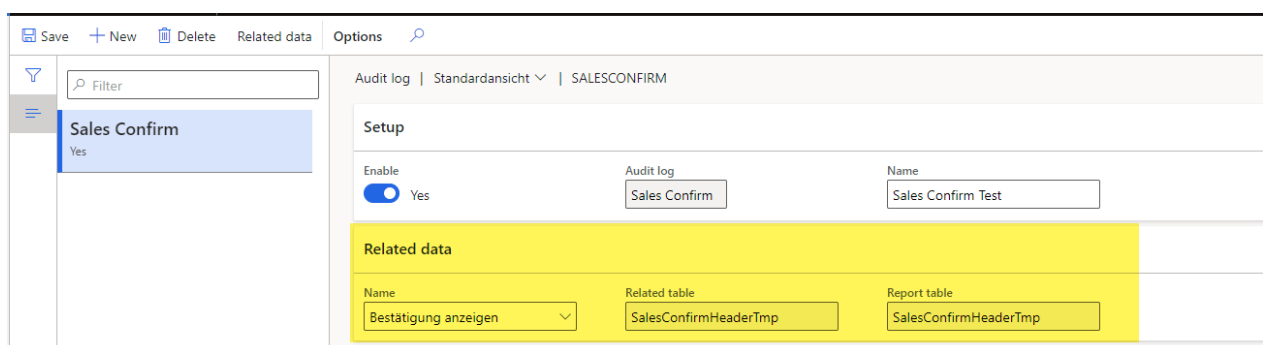 Save New Delete Related data Options
Filter
Audit log | Standardansicht | SALESCONFIRM
Sales Confirm
Yes
Setup
Enable Audit log Name
Yes Sales Confirm Sales Confirm Test
Related data
Name Related table Report table
Bestätigung anzeigen SalesConfirmHeaderTmp SalesConfirmHeaderTmp